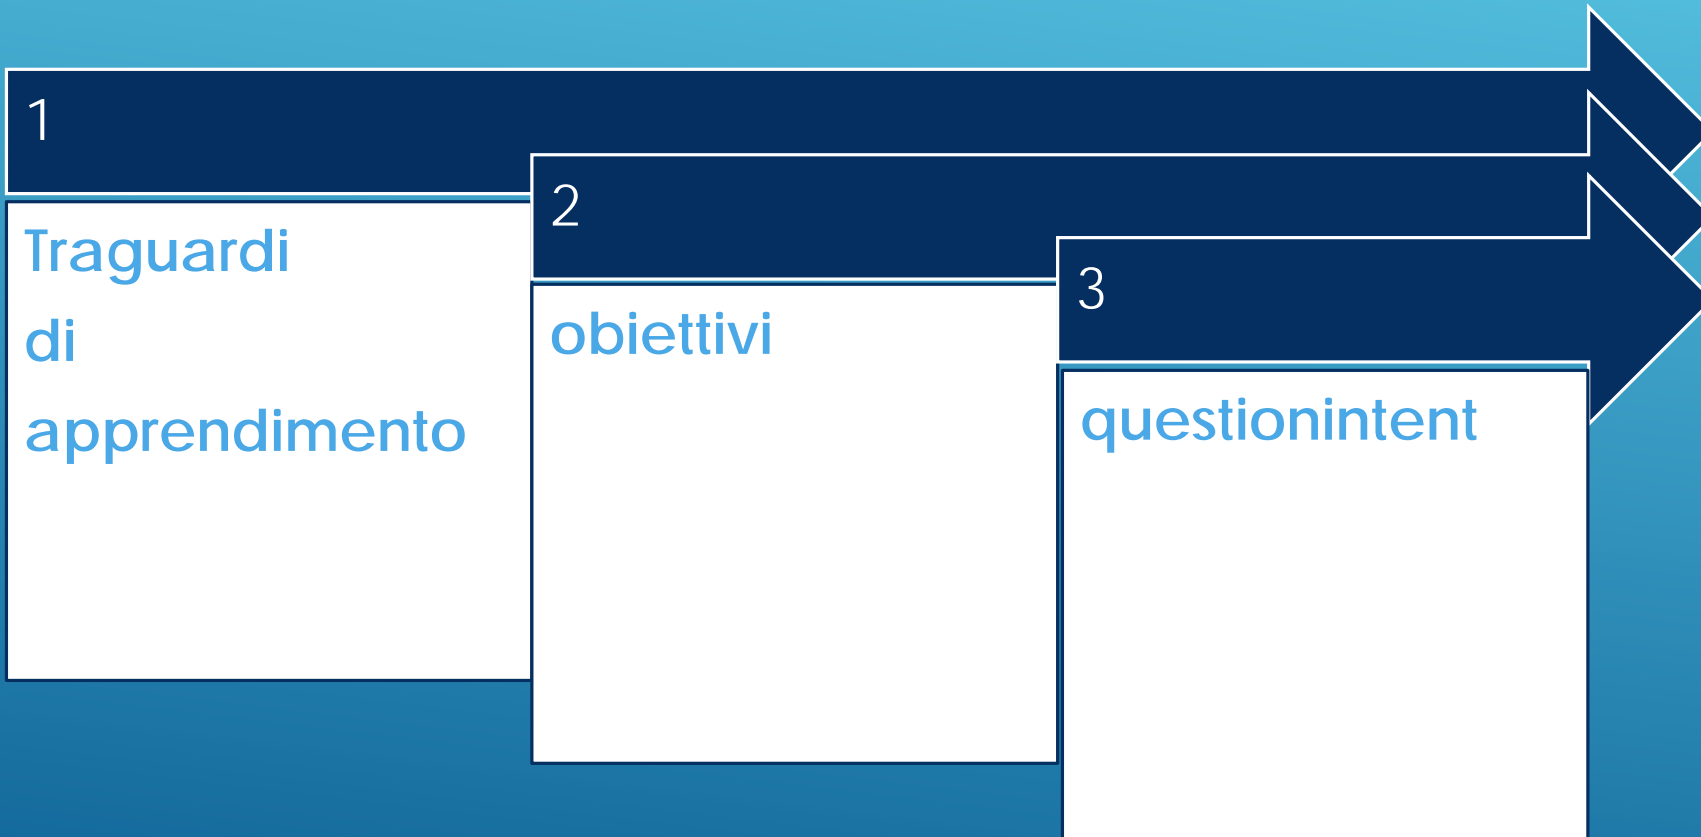 1
Traguardi
di
apprendimento
2
obiettivi
3
questionintent